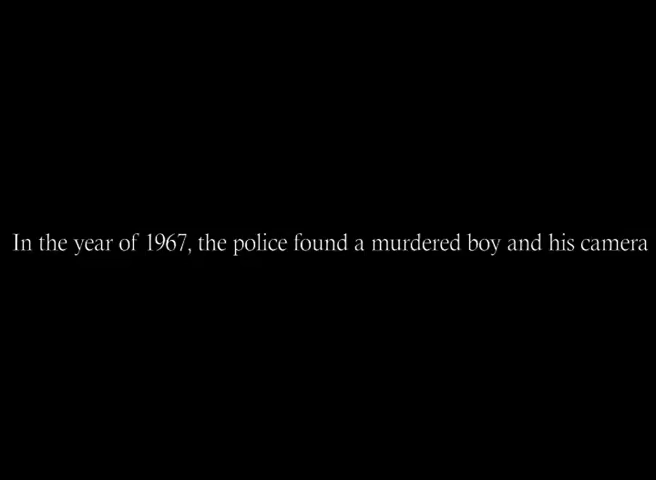 In the year of 1967, the police found a murdered boy and his camera